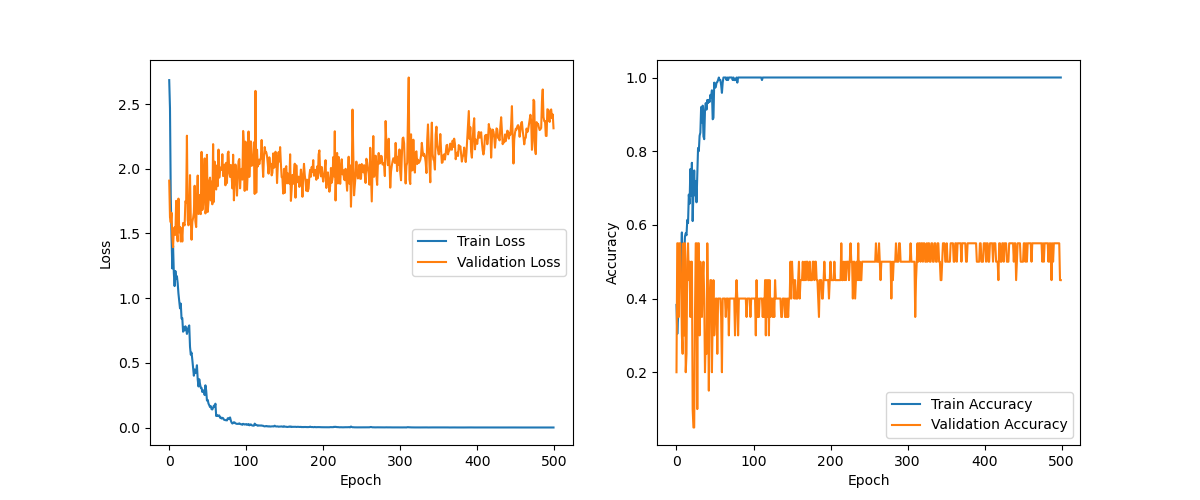 2.5
2.0
1.5
1.0
0.5
0.0
Loss
Train Loss
Validation Loss
0 100 200 300 400 500
Epoch
1.0
0.8
0.6
0.4
0.2
Accuracy
Train Accuracy
Validation Accuracy
0 100 200 300 400 500
Epoch